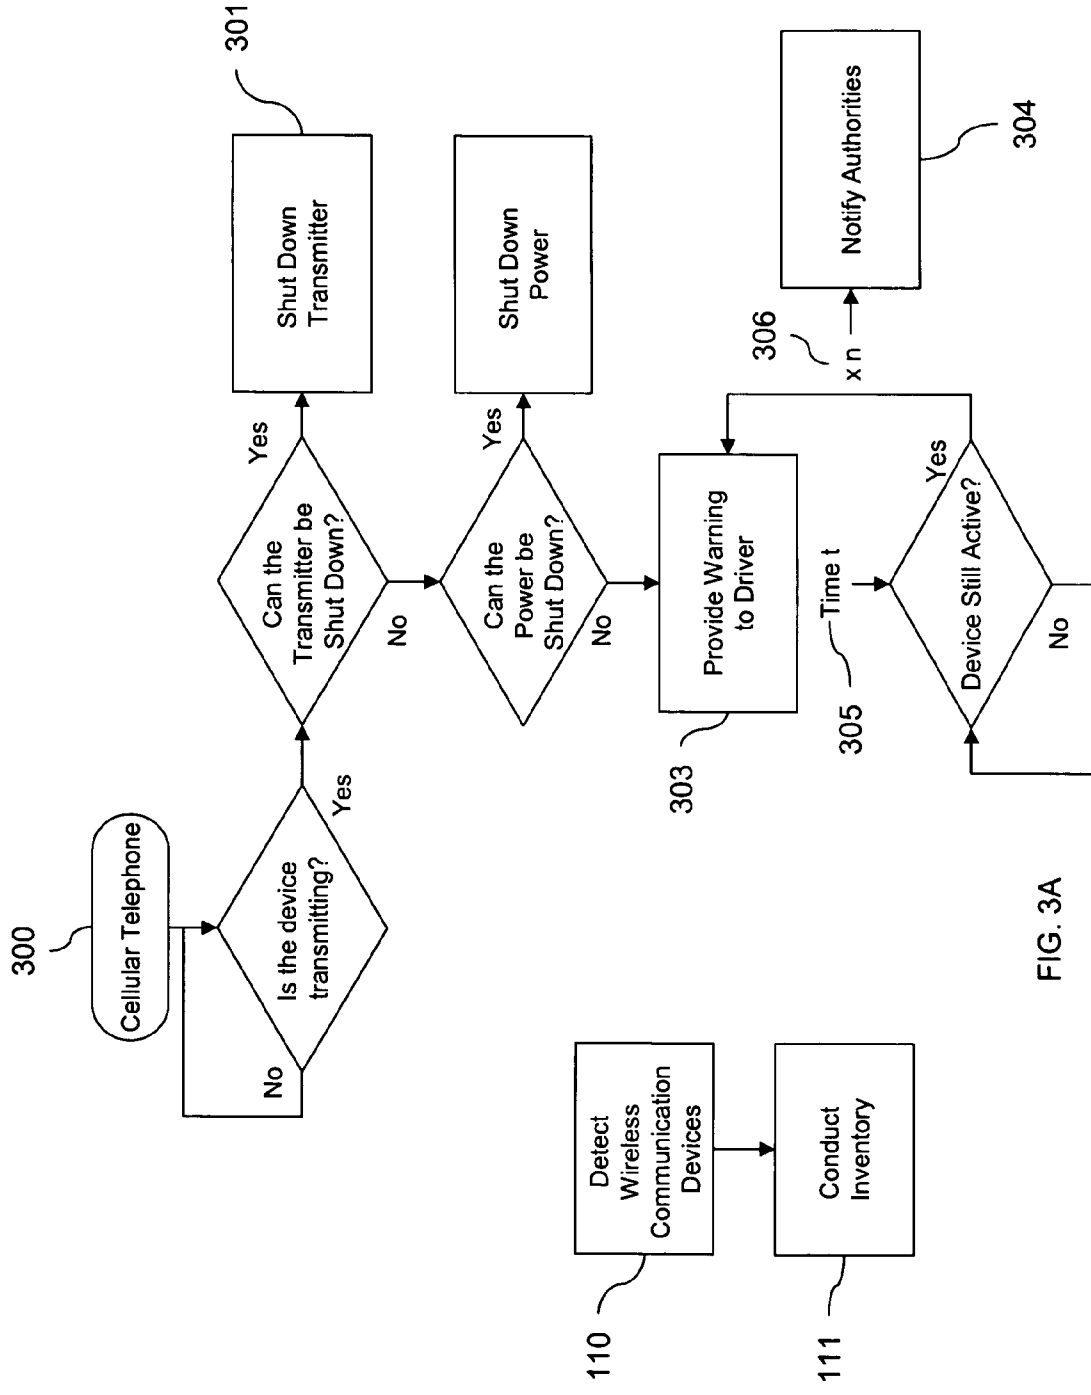 300
Cellular Telephone
Is the device
transmitting?
No
Yes
Can the
Transmitter be
Shut Down?
Yes
No
Shut Down
Transmitter
301
Can the
Power be
Shut Down?
Yes
No
Shut Down
Power
Provide Warning
to Driver
303
305
Time t
Device Still Active?
Yes
No
306
x n
Notify Authorities
304
110
Detect
Wireless
Communication
Devices
111
Conduct
Inventory
FIG. 3A